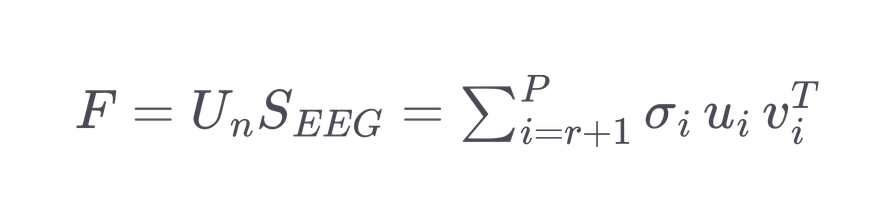 $F = U_n S_{EEG} = \sum_{i=r+1}^{P} \sigma_i \, u_i \, v_i^T$